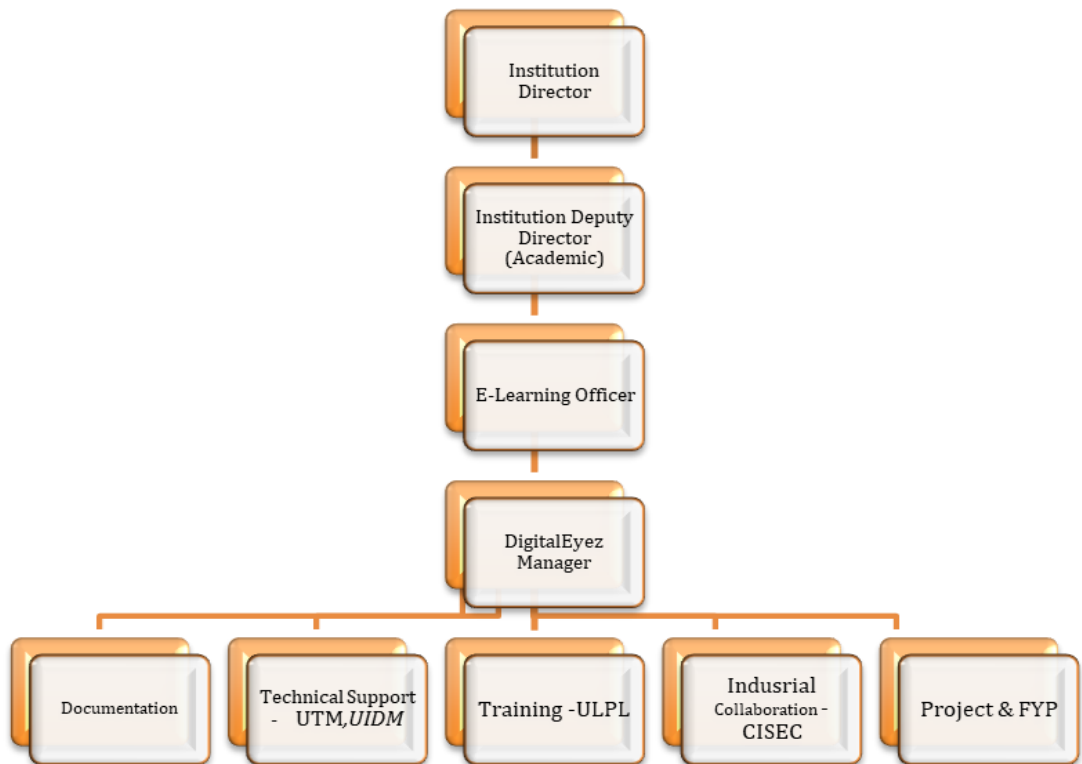 Institution
Director
Institution Deputy
Director
(Academic)
E-Learning Officer
DigitalEyez
Manager
Documentation
Technical Support
- UTM,UIDM
Training -ULPL
Indusrial
Collaboration -
CISEC
Project & FYP